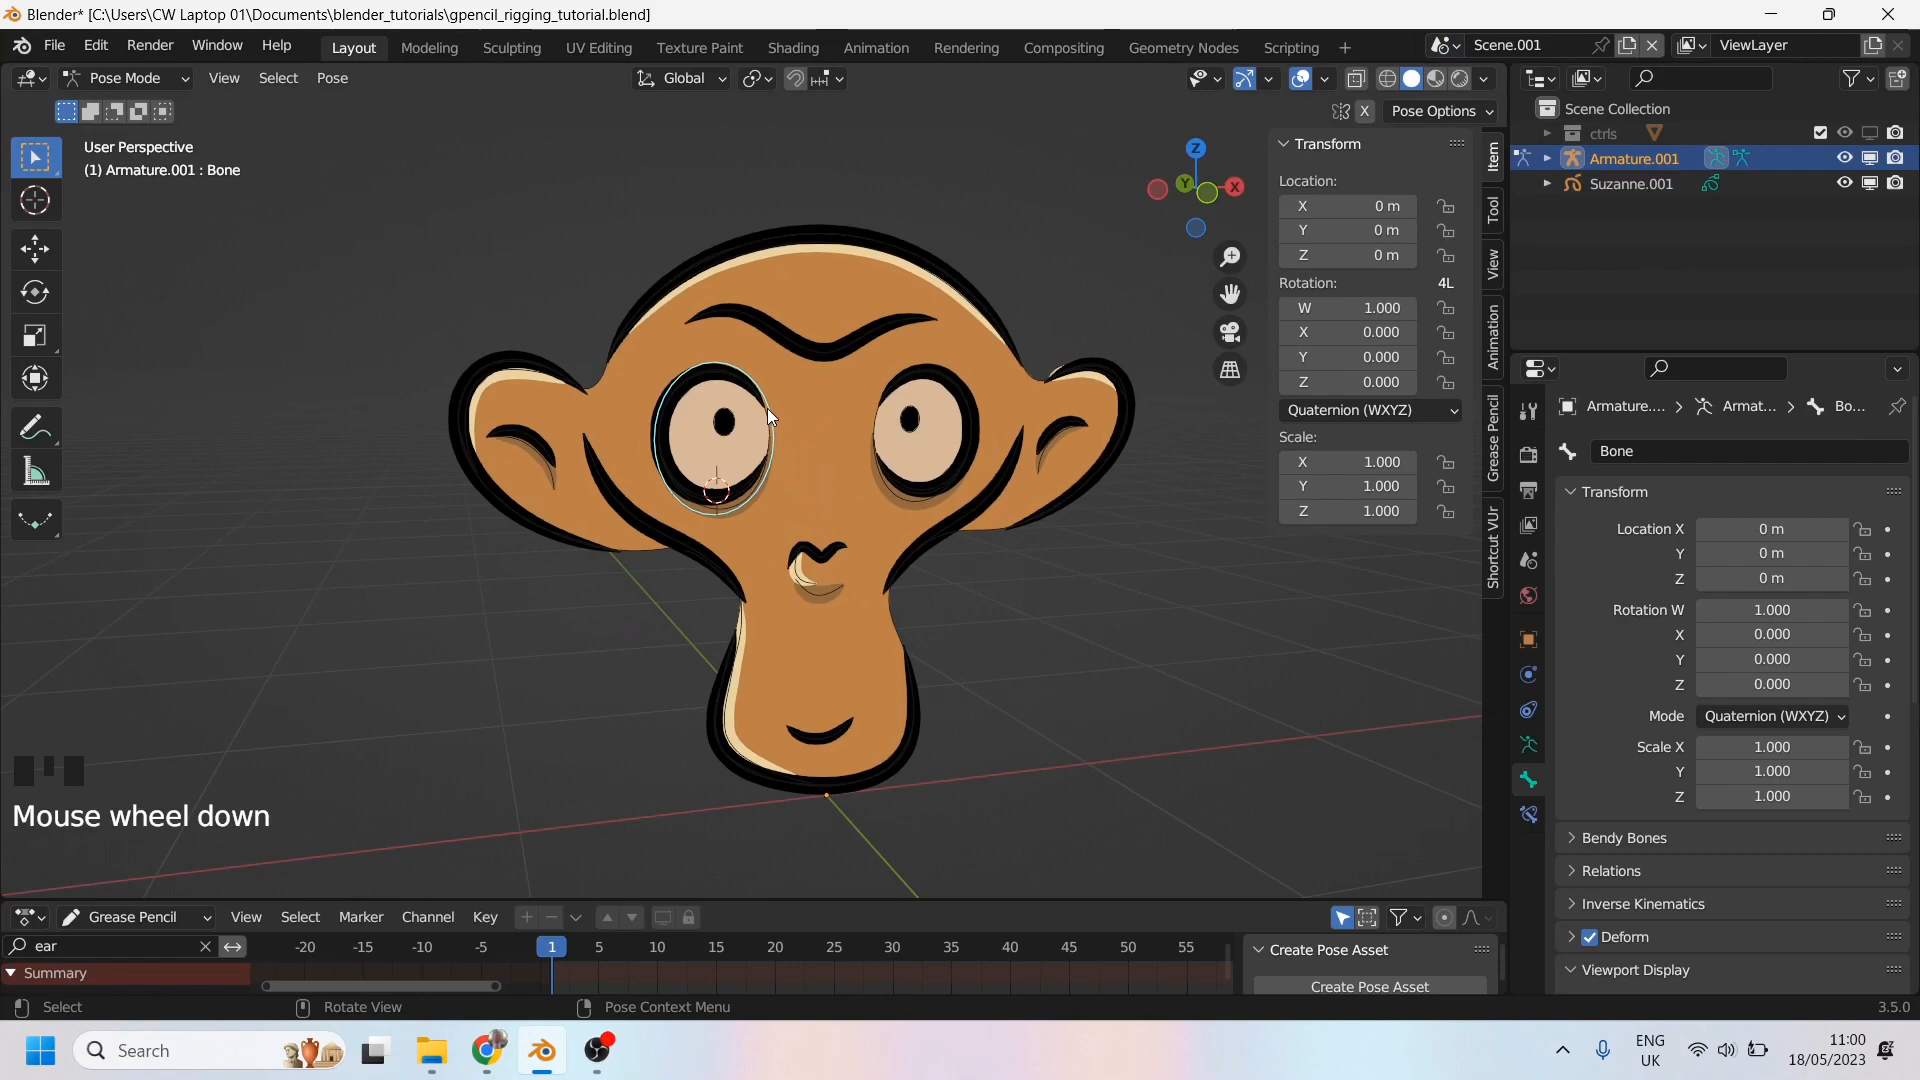 Blender* [C:\Users\CW Laptop 01\Documents\blender_tutorials\gpencil_rigging_tutorial.blend]
File Edit Render Window Help Layout Modeling Sculpting UV Editing Texture Paint Shading Animation Rendering Compositing Geometry Nodes Scripting + Scene.001 ViewLayer
Pose Mode View Select Pose Global
X Pose Options
User Perspective
(1) Armature.001 : Bone
Z
Y
X
Transform
Location:
X 0 m
Y 0 m
Z 0 m
Rotation: 4L
W 1.000
X 0.000
Y 0.000
Z 0.000
Quaternion (WXYZ)
Scale:
X 1.000
Y 1.000
Z 1.000
Item
Tool
View
Animation
Grease Pencil
Shortcut VUr
Scene Collection
ctrls
Armature.001
Suzanne.001
Armature.... Armat... Bo...
Bone
Transform
Location X 0 m
Y 0 m
Z 0 m
Rotation W 1.000
X 0.000
Y 0.000
Z 0.000
Mode Quaternion (WXYZ)
Scale X 1.000
Y 1.000
Z 1.000
Bendy Bones
Relations
Inverse Kinematics
Deform
Viewport Display
Mouse wheel down
Grease Pencil View Select Marker Channel Key
ear -20 -15 -10 -5 1 5 10 15 20 25 30 35 40 45 50 55
Summary
Create Pose Asset
Create Pose Asset
Select Rotate View Pose Context Menu 3.5.0
Search
ENG
UK
11:00
18/05/2023